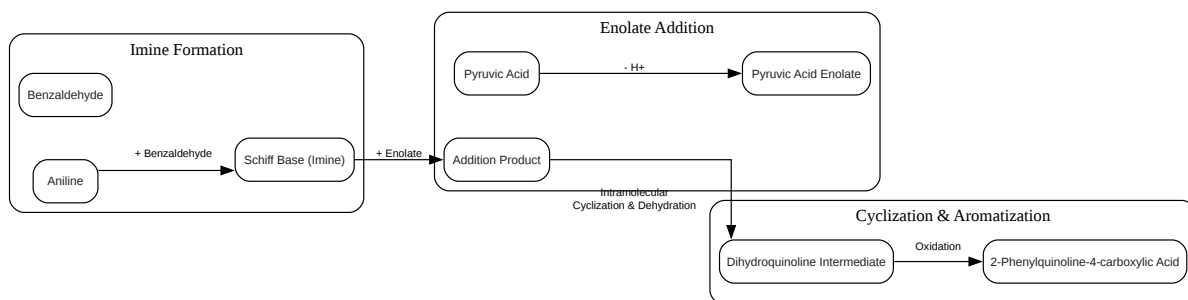 Imine Formation
Benzaldehyde
Aniline
+ Benzaldehyde
Schiff Base (Imine)
+ Enolate
Enolate Addition
Pyruvic Acid
- H+
Pyruvic Acid Enolate
Addition Product
Intramolecular
Cyclization & Dehydration
Cyclization & Aromatization
Dihydroquinoline Intermediate
Oxidation
2-Phenylquinoline-4-carboxylic Acid